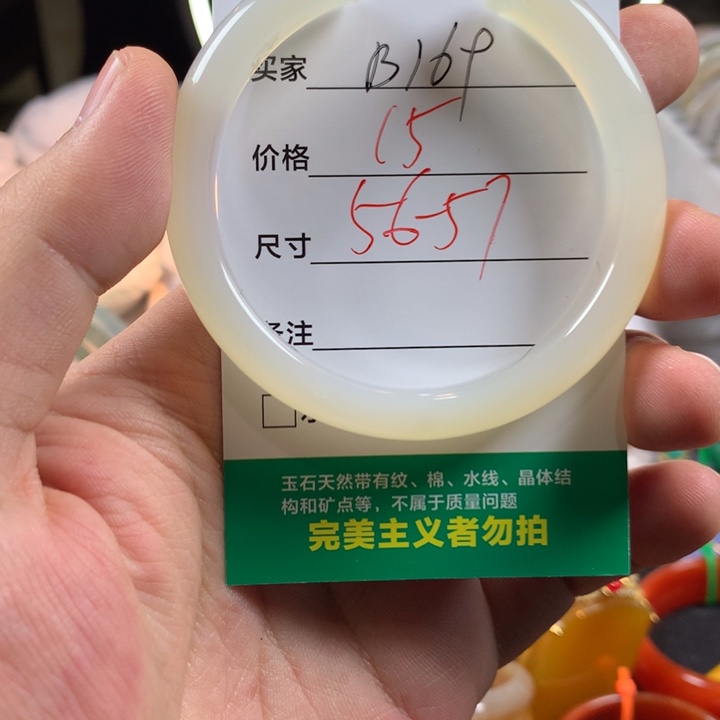 买家 B169
价格 15
尺寸 56-57
备注
玉石天然带有纹、棉、水线、晶体结
构和矿点等，不属于质量问题
完美主义者勿拍